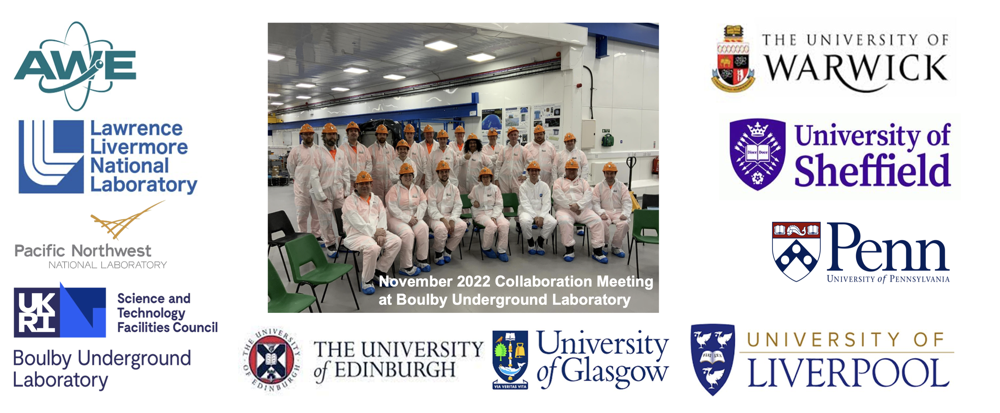 AWE
Lawrence
Livermore
National
Laboratory
Pacific Northwest
NATIONAL LABORATORY
UK
RI
Science and
Technology
Facilities Council
Boulby Underground
Laboratory
November 2022 Collaboration Meeting
at Boulby Underground Laboratory
THE UNIVERSITY OF
WARWICK
Disce Doce
University of
Sheffield
Penn
UNIVERSITY of PENNSYLVANIA
THE UNIVERSITY
OF EDINBURGH
THE UNIVERSITY
of EDINBURGH
VIA VERITAS VITA
University
of Glasgow
FIAT LUX
UNIVERSITY OF
LIVERPOOL